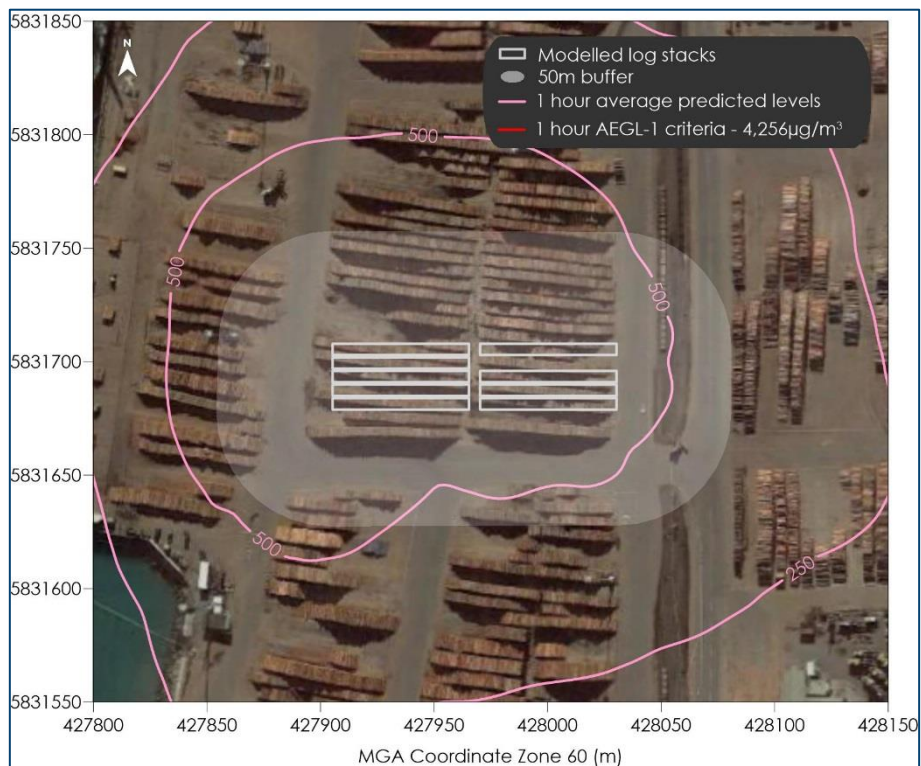 5831850
5831800
5831750
5831700
5831650
5831600
5831550
N
Modelled log stacks
50m buffer
1 hour average predicted levels
1 hour AEGL-1 criteria - 4,256µg/m³
500
500
500
500
250
427800 427850 427900 427950 428000 428050 428100 428150
MGA Coordinate Zone 60 (m)